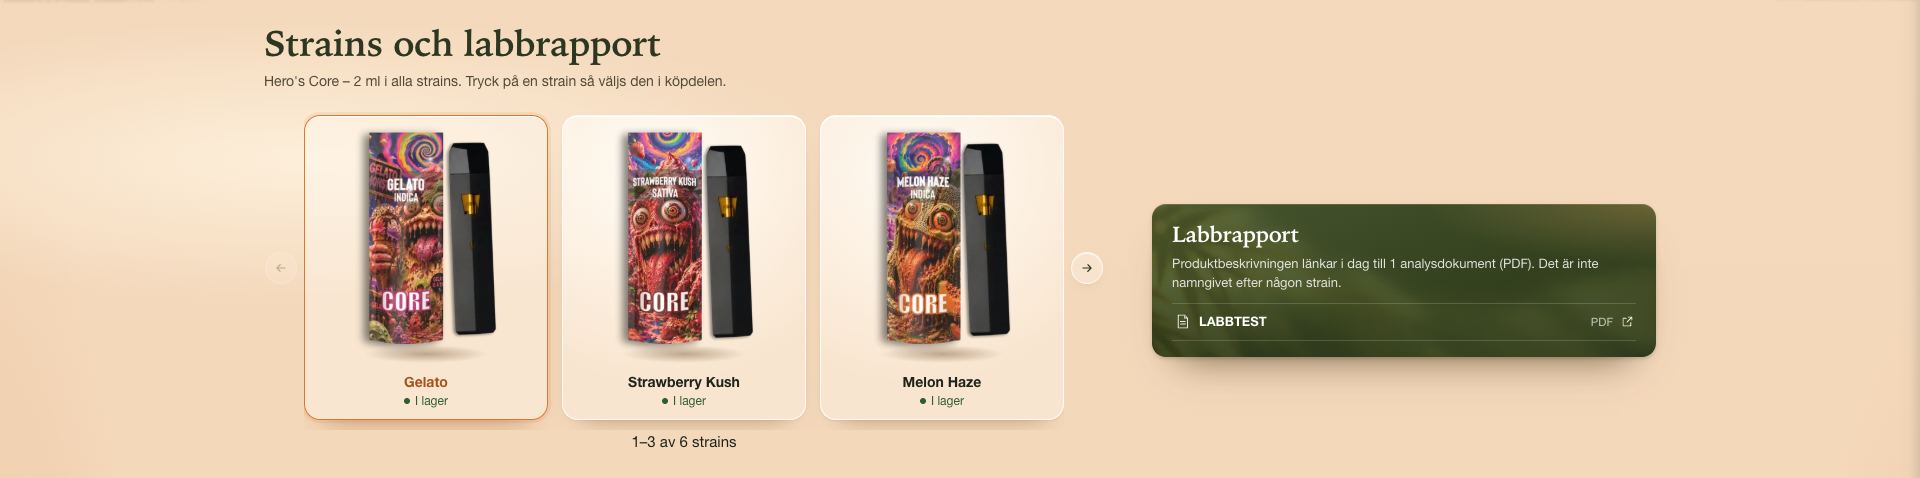 Strains och labbrapport
Hero's Core – 2 ml i alla strains. Tryck på en strain så väljs den i köpdelen.
GELATO
INDICA
CORE
Gelato
I lager
STRAWBERRY KUSH
SATIVA
CORE
Strawberry Kush
I lager
MELON HAZE
INDICA
CORE
Melon Haze
I lager
1–3 av 6 strains
Labbrapport
Produktbeskrivningen länkar i dag till 1 analysdokument (PDF). Det är inte
namngivet efter någon strain.
LABBTEST
PDF